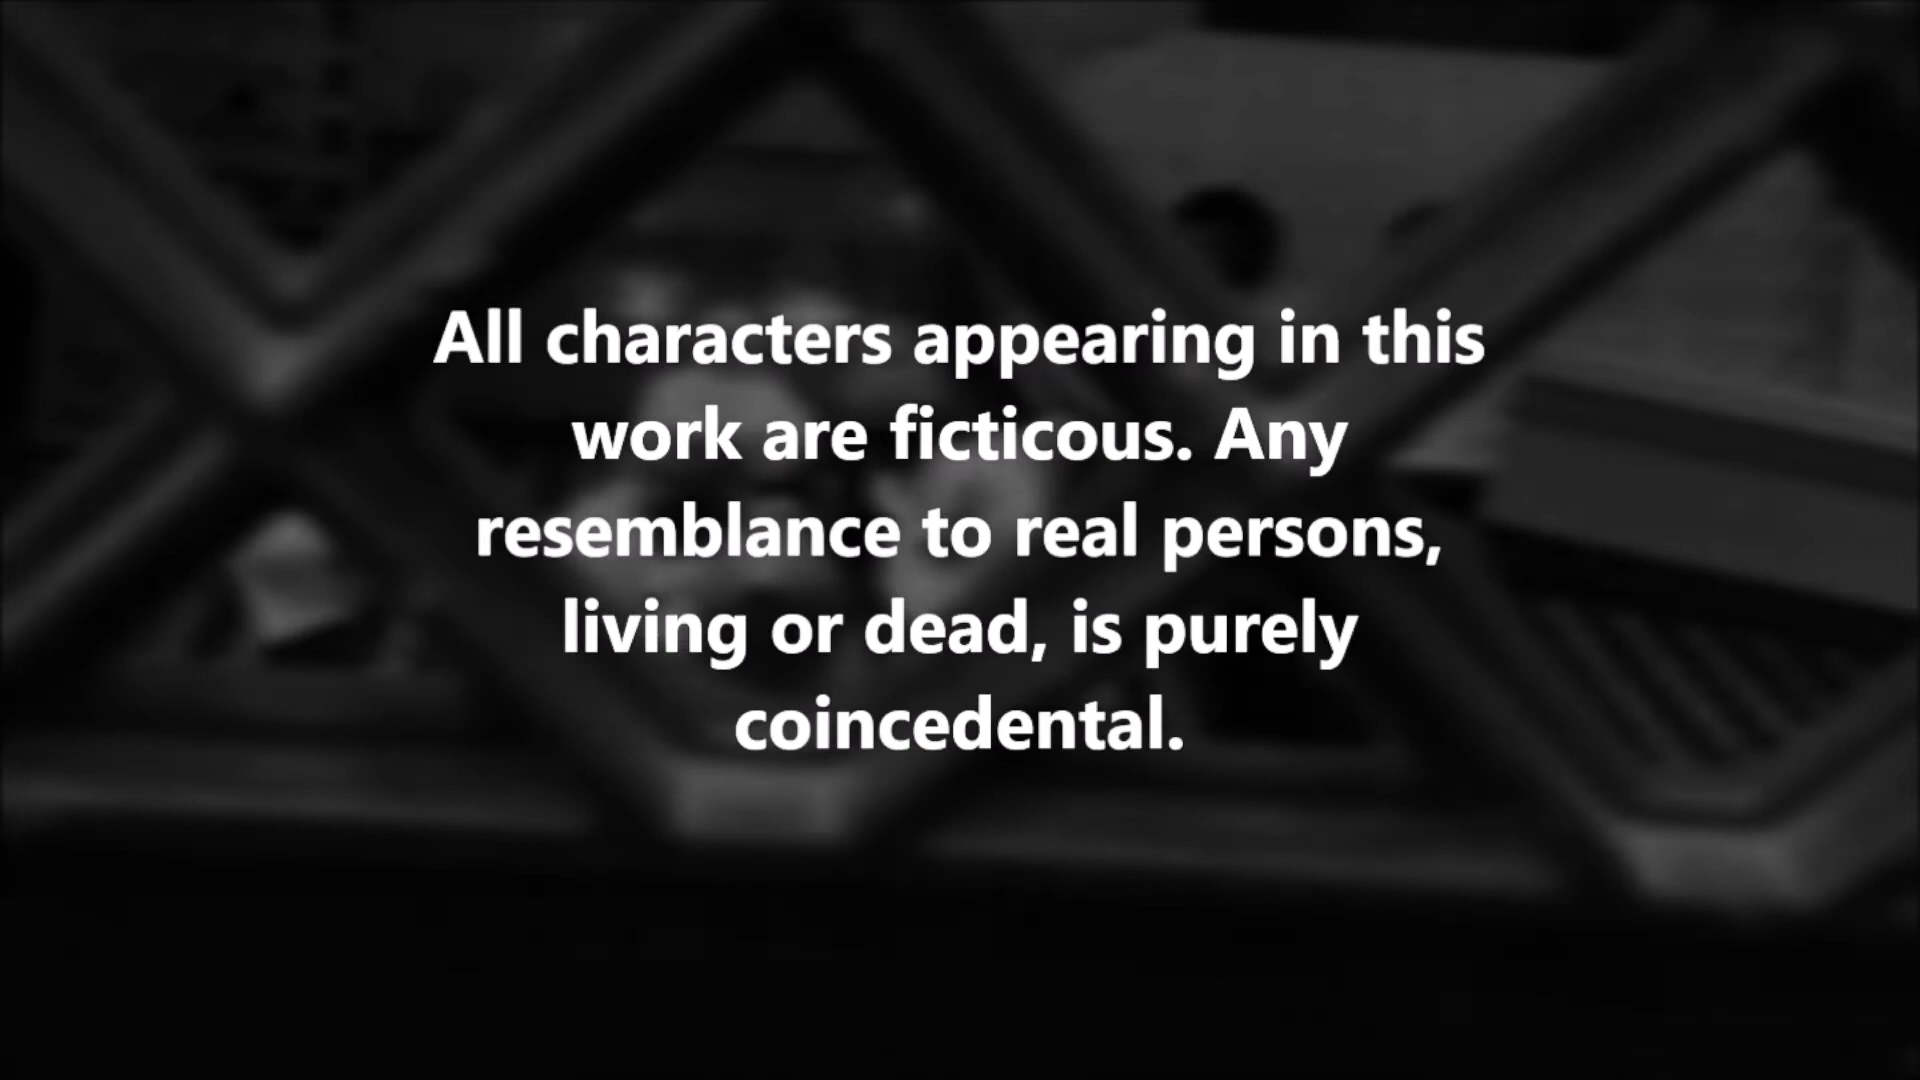 All characters appearing in this
work are ficticous. Any
resemblance to real persons,
living or dead, is purely
coincedental.